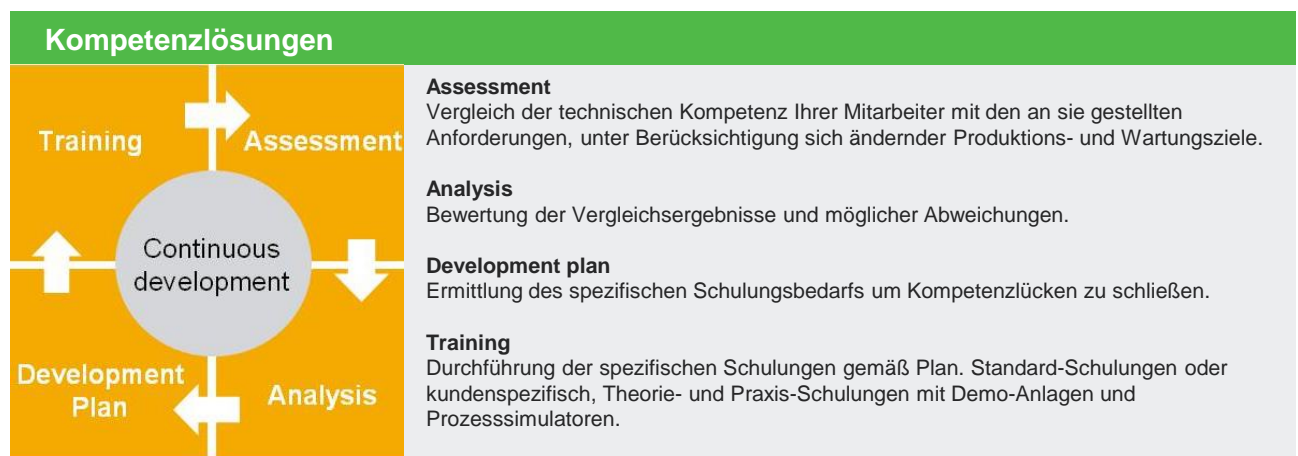 Kompetenzlösungen
Training
Assessment
Continuous
development
Development
Plan
Analysis
Assessment
Vergleich der technischen Kompetenz Ihrer Mitarbeiter mit den an sie gestellten
Anforderungen, unter Berücksichtigung sich ändernder Produktions- und Wartungsziele.
Analysis
Bewertung der Vergleichsergebnisse und möglicher Abweichungen.
Development plan
Ermittlung des spezifischen Schulungsbedarfs um Kompetenzlücken zu schließen.
Training
Durchführung der spezifischen Schulungen gemäß Plan. Standard-Schulungen oder
kundenspezifisch, Theorie- und Praxis-Schulungen mit Demo-Anlagen und
Prozesssimulatoren.